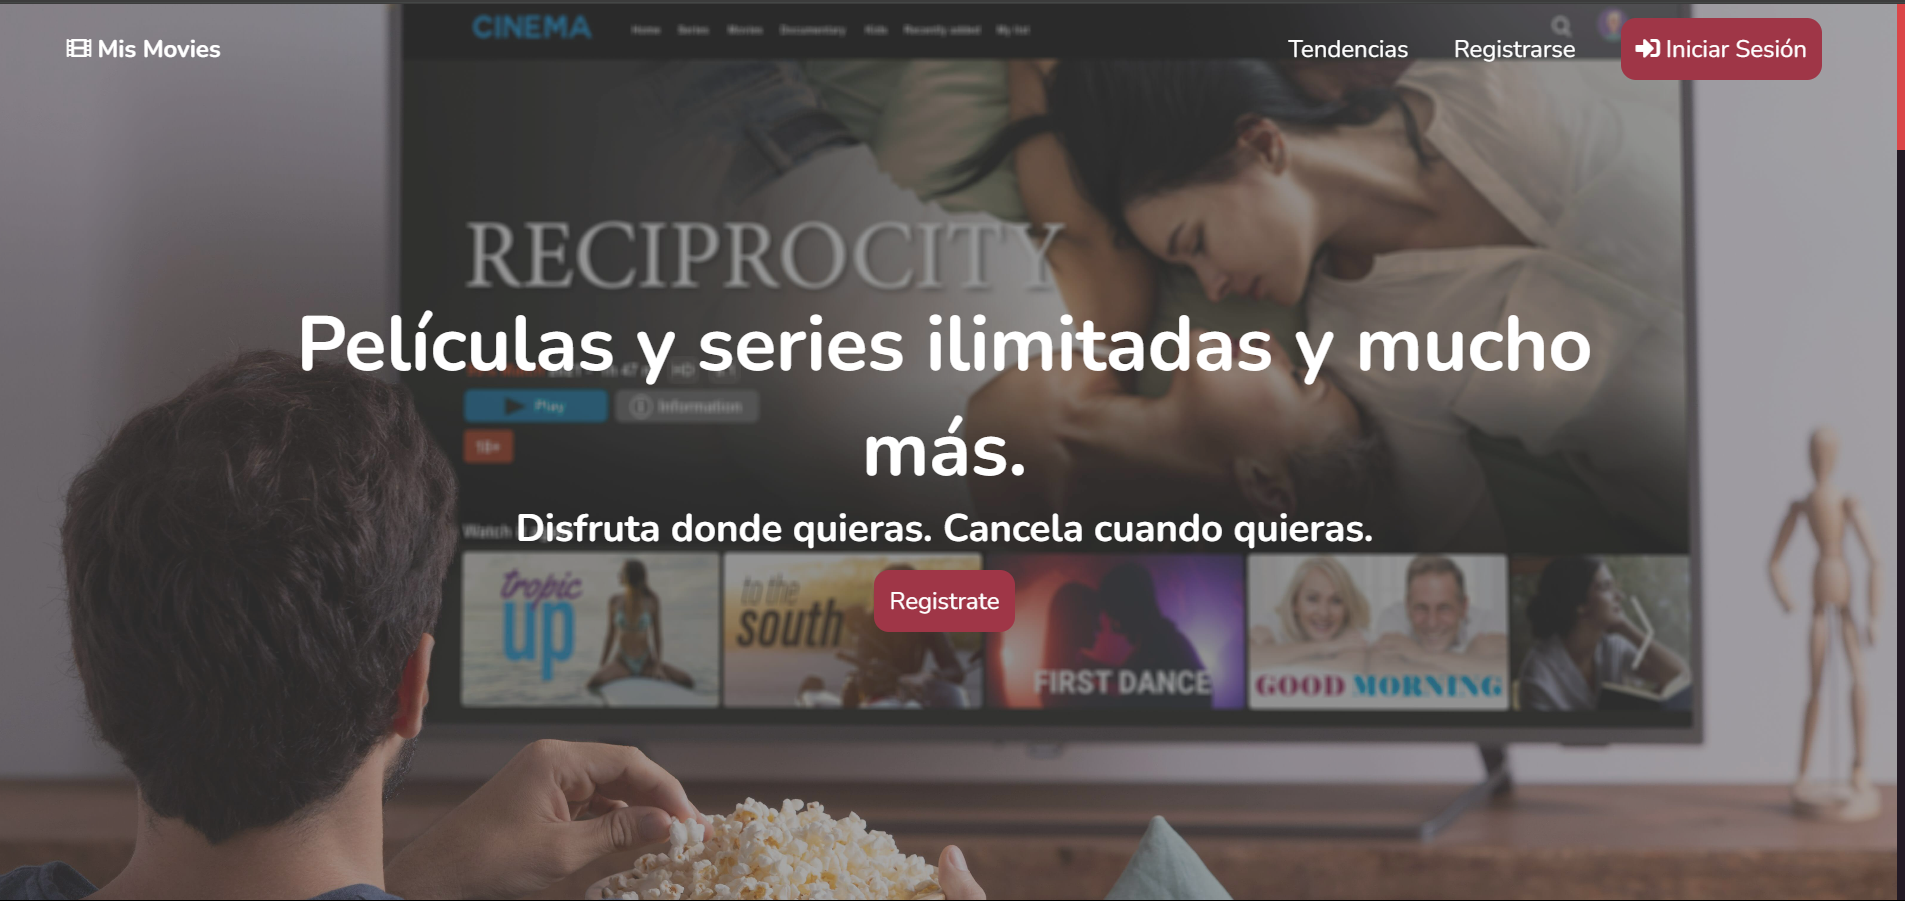 CINEMA
Home Series Movies Documentary Kids Recently added My list
Mis Movies
Tendencias
Registrarse
Iniciar Sesión
RECIPROCITY
Películas y series ilimitadas y mucho
más.
HD
Play
Information
18+
Disfruta donde quieras. Cancela cuando quieras.
Watch
Registrate
tropic
up
to the
south
FIRST DANCE
GOOD MORNING